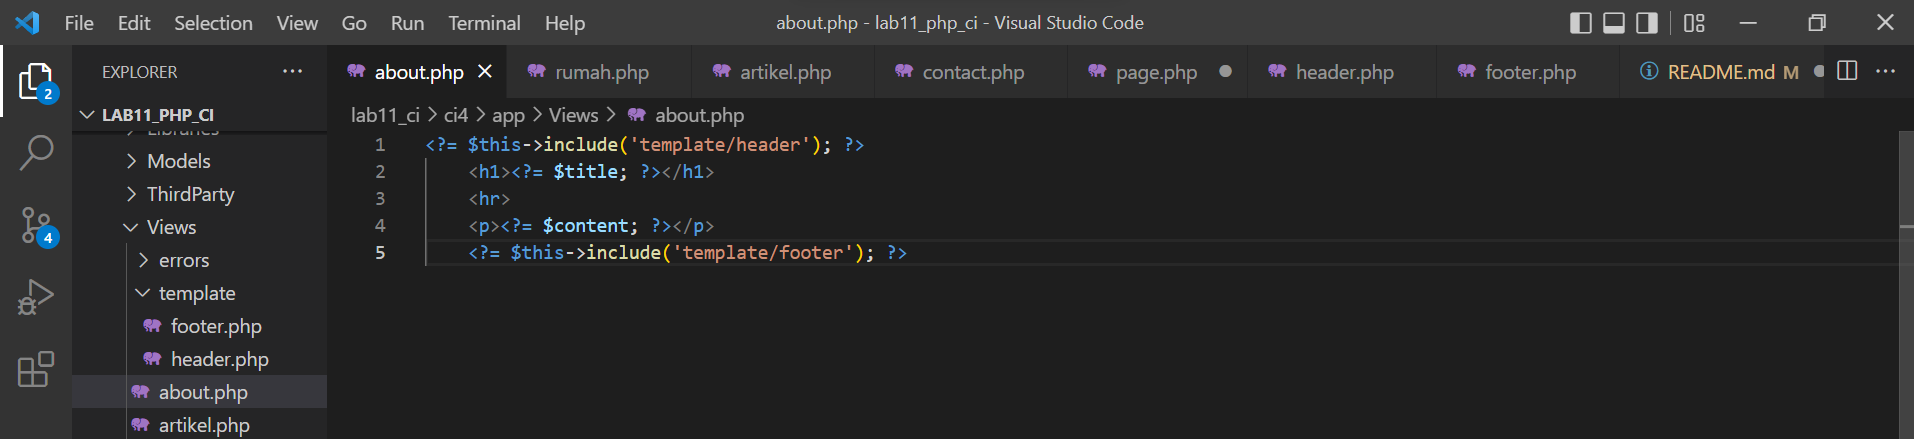 File Edit Selection View Go Run Terminal Help about.php - lab11_php_ci - Visual Studio Code
EXPLORER ···
about.php rumah.php artikel.php contact.php page.php header.php footer.php README.md M ···
2
LAB11_PHP_CI
lab11_ci > ci4 > app > Views > about.php
Libraries
Models
ThirdParty
Views
4
errors
template
footer.php
header.php
about.php
artikel.php
1 <?= $this->include('template/header'); ?>
2 <h1><?= $title; ?></h1>
3 <hr>
4 <p><?= $content; ?></p>
5 <?= $this->include('template/footer'); ?>